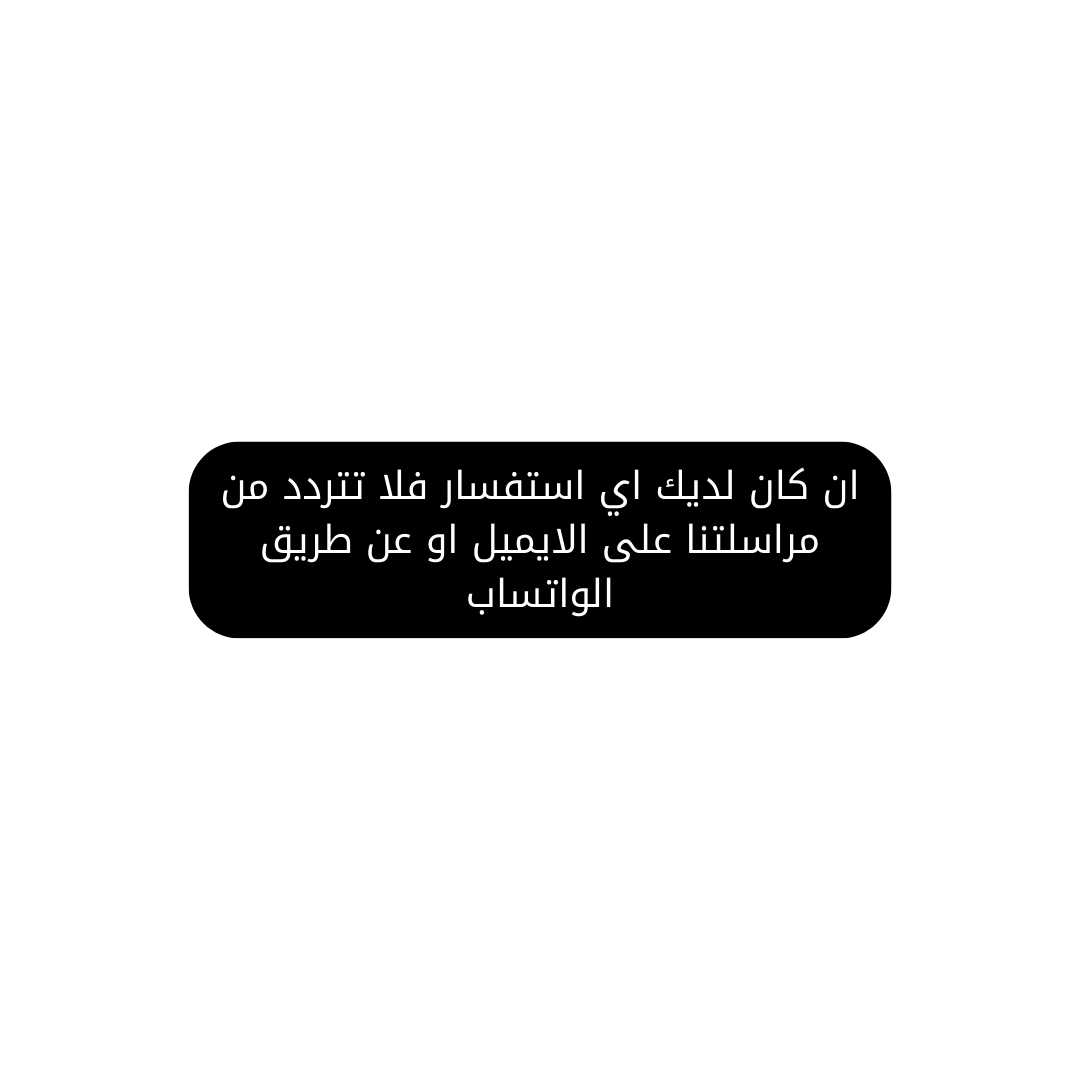 ان كان لديك اي استفسار فلا تتردد من
مراسلتنا على الايميل او عن طريق
الواتساب